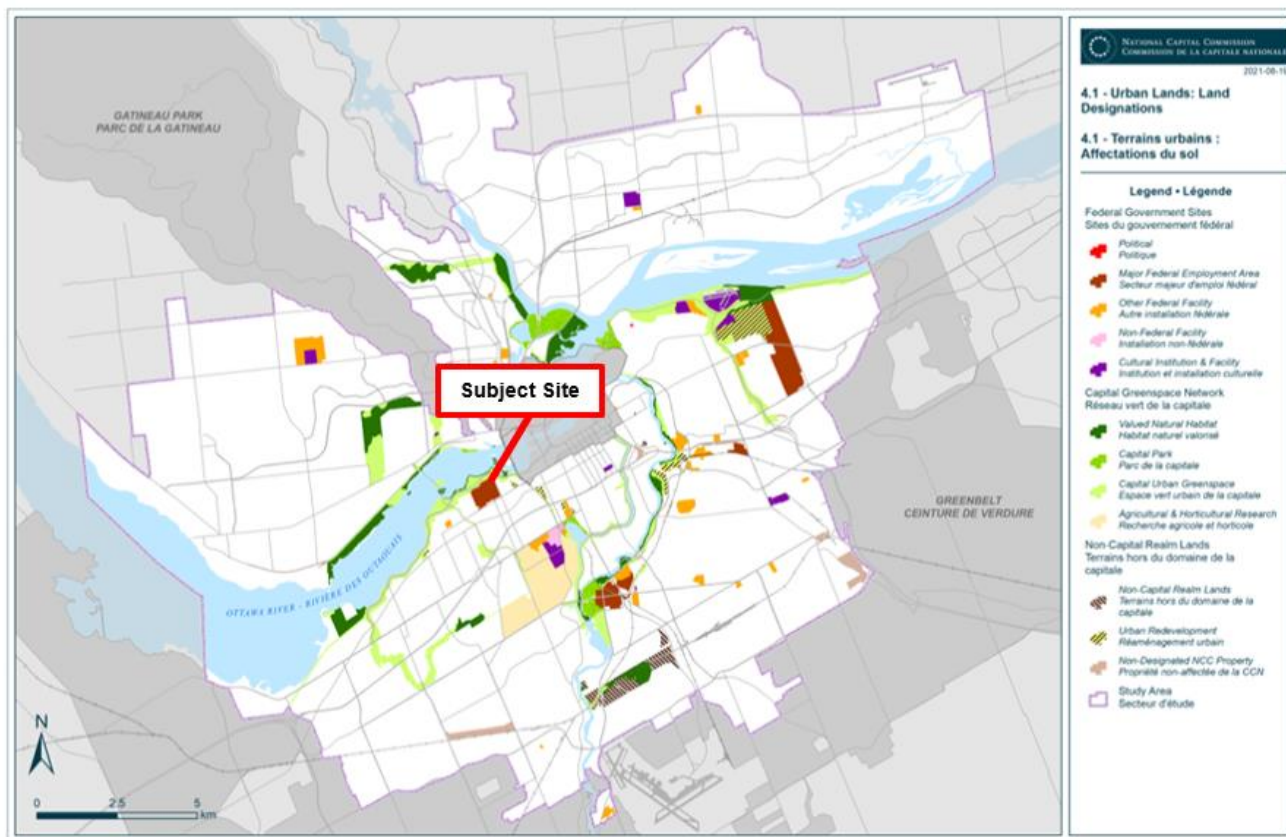 GATINEAU PARK
PARC DE LA GATINEAU
Subject Site
GREENBELT
CEINTURE DE VERDURE
OTTAWA RIVER - RIVIÈRE DES OUTAOUAIS
N
0 2.5 5
km
NATIONAL CAPITAL COMMISSION
COMMISSION DE LA CAPITALE NATIONALE
4.1 - Urban Lands: Land
Designations
4.1 - Terrains urbains :
Affectations du sol
Legend • Légende
Federal Government Sites
Sites du gouvernement fédéral
Political
Politique
Major Federal Employment Area
Secteur majeur d'emploi fédéral
Other Federal Facility
Autre installation fédérale
Non-Federal Facility
Installation non-fédérale
Cultural Institution & Facility
Institution et installation culturelle
Capital Greenspace Network
Réseau vert de la capitale
Valued Natural Habitat
Habitat naturel valorisé
Capital Park
Parc de la capitale
Capital Urban Greenspace
Espace vert urbain de la capitale
Agricultural & Horticultural Research
Recherche agricole et horticole
Non-Capital Realm Lands
Terrains hors du domaine de la
capitale
Non-Capital Realm Lands
Terrains hors du domaine de la
capitale
Urban Redevelopment
Réaménagement urbain
Non-Designated NCC Property
Propriété non-affectée de la CCN
Study Area
Secteur d'étude